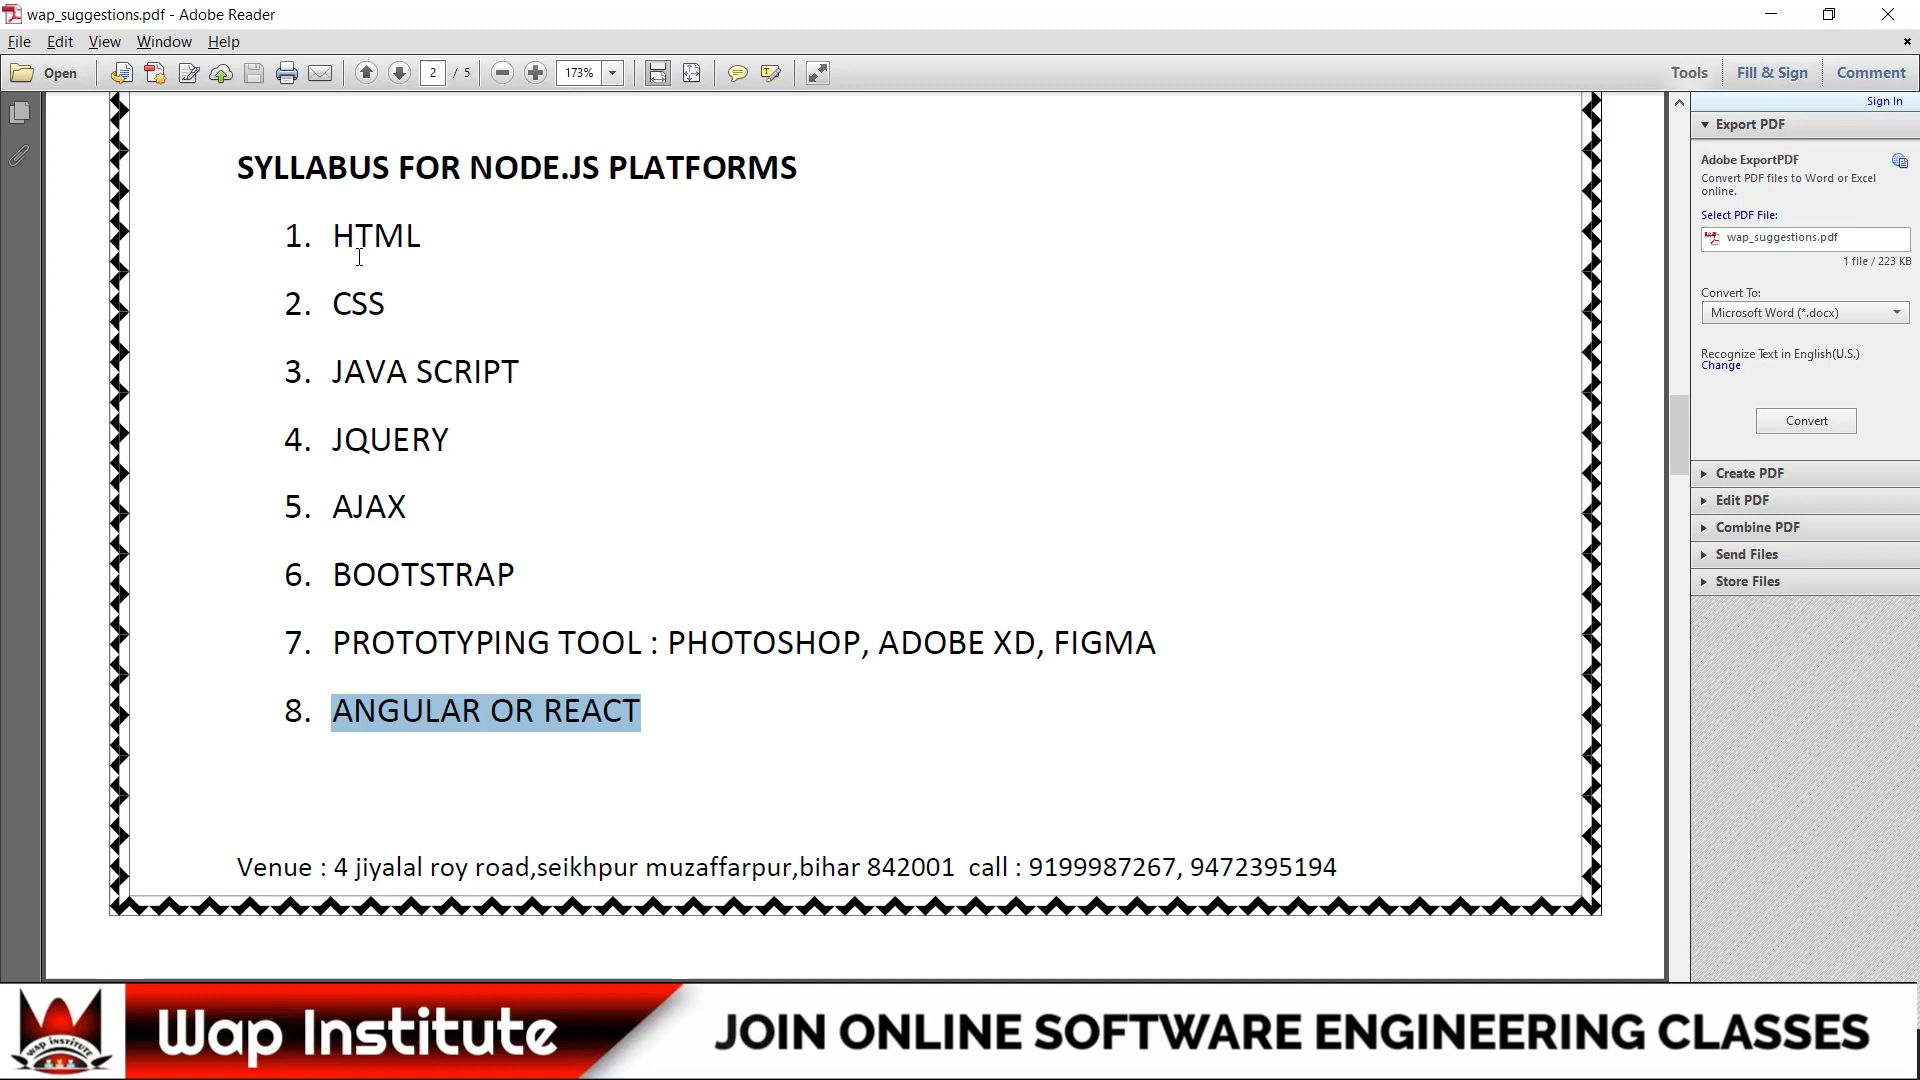 wap_suggestions.pdf - Adobe Reader
File Edit View Window Help
Open 2 / 5 173% Tools Fill & Sign Comment
Sign In
Export PDF
Adobe ExportPDF
Convert PDF files to Word or Excel
online.
Select PDF File:
wap_suggestions.pdf
1 file / 223 KB
Convert To:
Microsoft Word (*.docx)
Recognize Text in English(U.S.)
Change
Convert
Create PDF
Edit PDF
Combine PDF
Send Files
Store Files
SYLLABUS FOR NODE.JS PLATFORMS
1. HTML
2. CSS
3. JAVA SCRIPT
4. JQUERY
5. AJAX
6. BOOTSTRAP
7. PROTOTYPING TOOL : PHOTOSHOP, ADOBE XD, FIGMA
8. ANGULAR OR REACT
Venue : 4 jiyalal roy road,seikhpur muzaffarpur,bihar 842001 call : 9199987267, 9472395194
WAP INSTITUTE
Wap Institute
JOIN ONLINE SOFTWARE ENGINEERING CLASSES